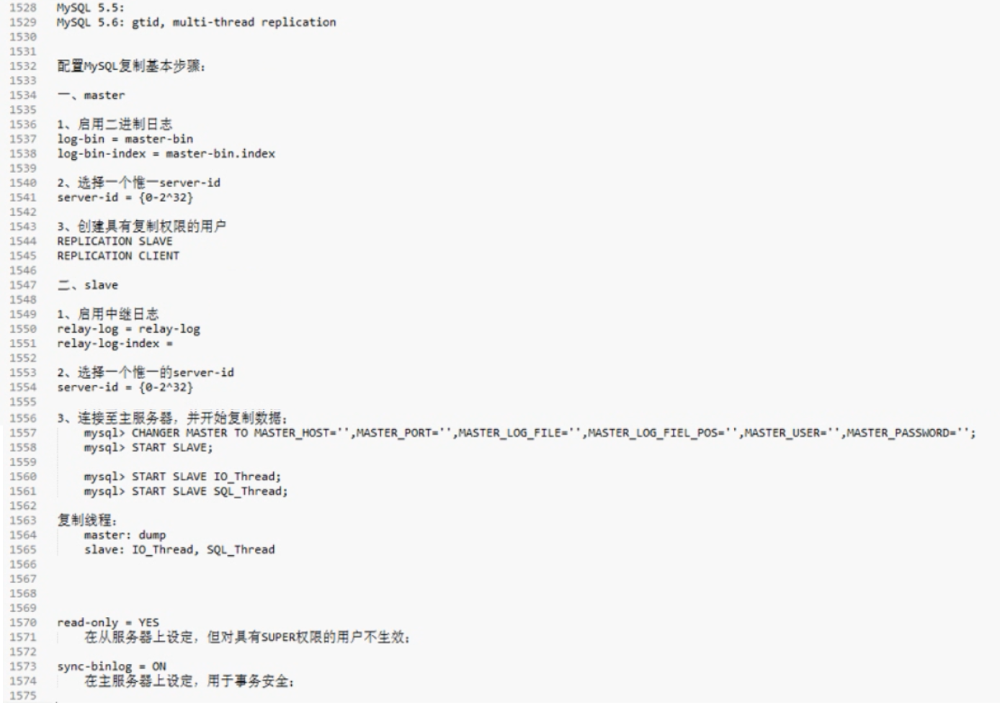 1528 MySQL 5.5:
1529 MySQL 5.6: gtid, multi-thread replication
1530
1531
1532 配置MySQL复制基本步骤:
1533
1534 一、master
1535
1536 1、启用二进制日志
1537 log-bin = master-bin
1538 log-bin-index = master-bin.index
1539
1540 2、选择一个惟一server-id
1541 server-id = {0-2^32}
1542
1543 3、创建具有复制权限的用户
1544 REPLICATION SLAVE
1545 REPLICATION CLIENT
1546
1547 二、slave
1548
1549 1、启用中继日志
1550 relay-log = relay-log
1551 relay-log-index =
1552
1553 2、选择一个惟一的server-id
1554 server-id = {0-2^32}
1555
1556 3、连接至主服务器，并开始复制数据;
1557 mysql> CHANGER MASTER TO MASTER_HOST='',MASTER_PORT='',MASTER_LOG_FILE='',MASTER_LOG_FIEL_POS='',MASTER_USER='',MASTER_PASSWORD='';
1558 mysql> START SLAVE;
1559
1560 mysql> START SLAVE IO_Thread;
1561 mysql> START SLAVE SQL_Thread;
1562
1563 复制线程:
1564 master: dump
1565 slave: IO_Thread, SQL_Thread
1566
1567
1568
1569
1570 read-only = YES
1571 在从服务器上设定，但对具有SUPER权限的用户不生效;
1572
1573 sync-binlog = ON
1574 在主服务器上设定，用于事务安全;
1575